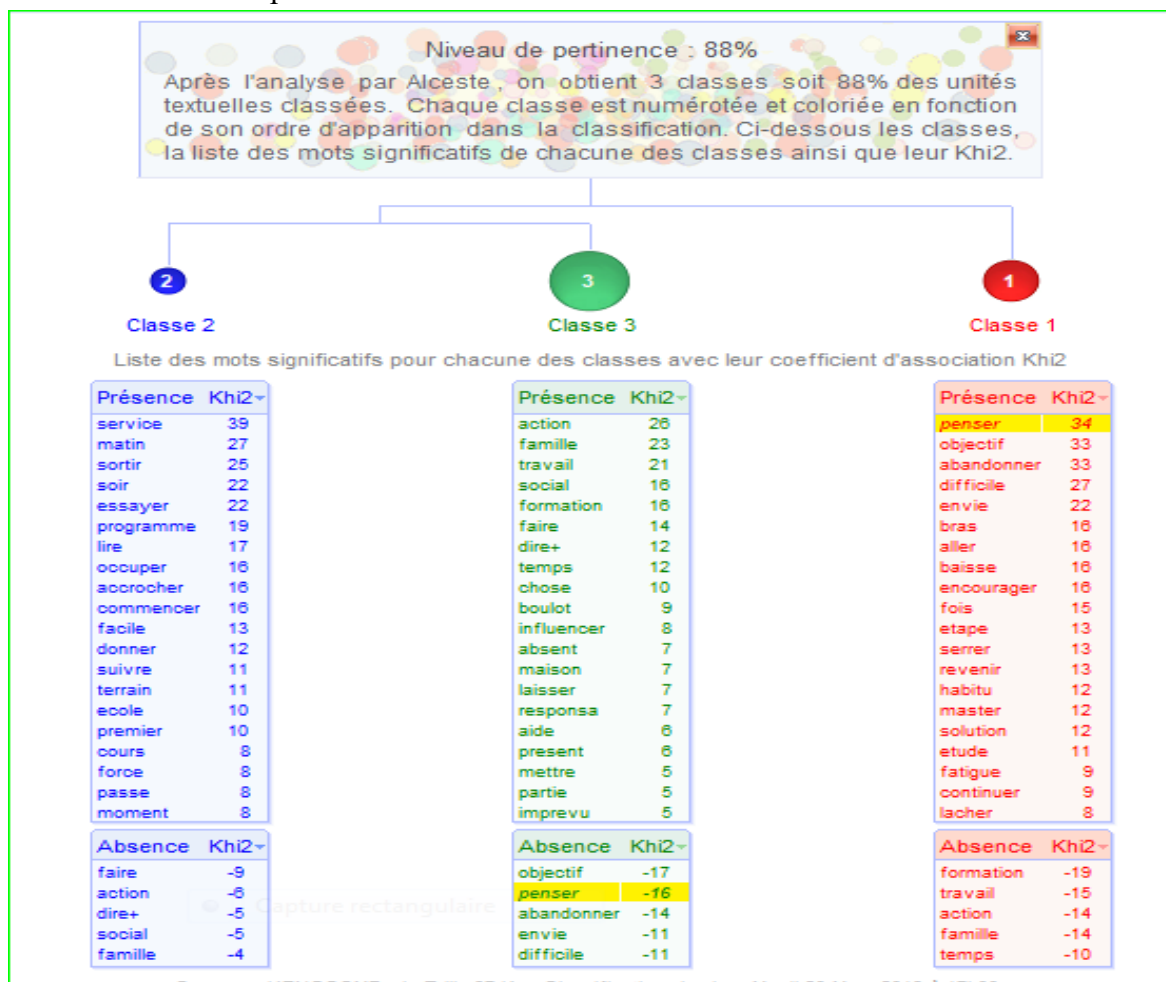 Niveau de pertinence : 88%
Après l'analyse par Alceste , on obtient 3 classes soit 88% des unités
textuelles classées. Chaque classe est numérotée et coloriée en fonction
de son ordre d'apparition dans la classification. Ci-dessous les classes,
la liste des mots significatifs de chacune des classes ainsi que leur Khi2.
2 3 1
Classe 2 Classe 3 Classe 1
Liste des mots significatifs pour chacune des classes avec leur coefficient d'association Khi2
Présence Khi2
service 39
matin 27
sortir 25
soir 22
essayer 22
programme 19
lire 17
occuper 16
accrocher 16
commencer 16
facile 13
donner 12
suivre 11
terrain 11
ecole 10
premier 10
cours 8
force 8
passe 8
moment 8
Absence Khi2
faire -9
action -6
dire+ -5
social -5
famille -4
Présence Khi2
action 26
famille 23
travail 21
social 16
formation 16
faire 14
dire+ 12
temps 12
chose 10
boulot 9
influencer 8
absent 7
maison 7
laisser 7
responsa 7
aide 6
present 6
mettre 5
partie 5
imprevu 5
Absence Khi2
objectif -17
penser -16
abandonner -14
envie -11
difficile -11
Présence Khi2
penser 34
objectif 33
abandonner 33
difficile 27
envie 22
bras 16
aller 16
baisse 16
encourager 16
fois 15
etape 13
serrer 13
revenir 13
habitu 12
master 12
solution 12
etude 11
fatigue 9
continuer 9
lacher 8
Absence Khi2
formation -19
travail -15
action -14
famille -14
temps -10
Capture rectangulaire